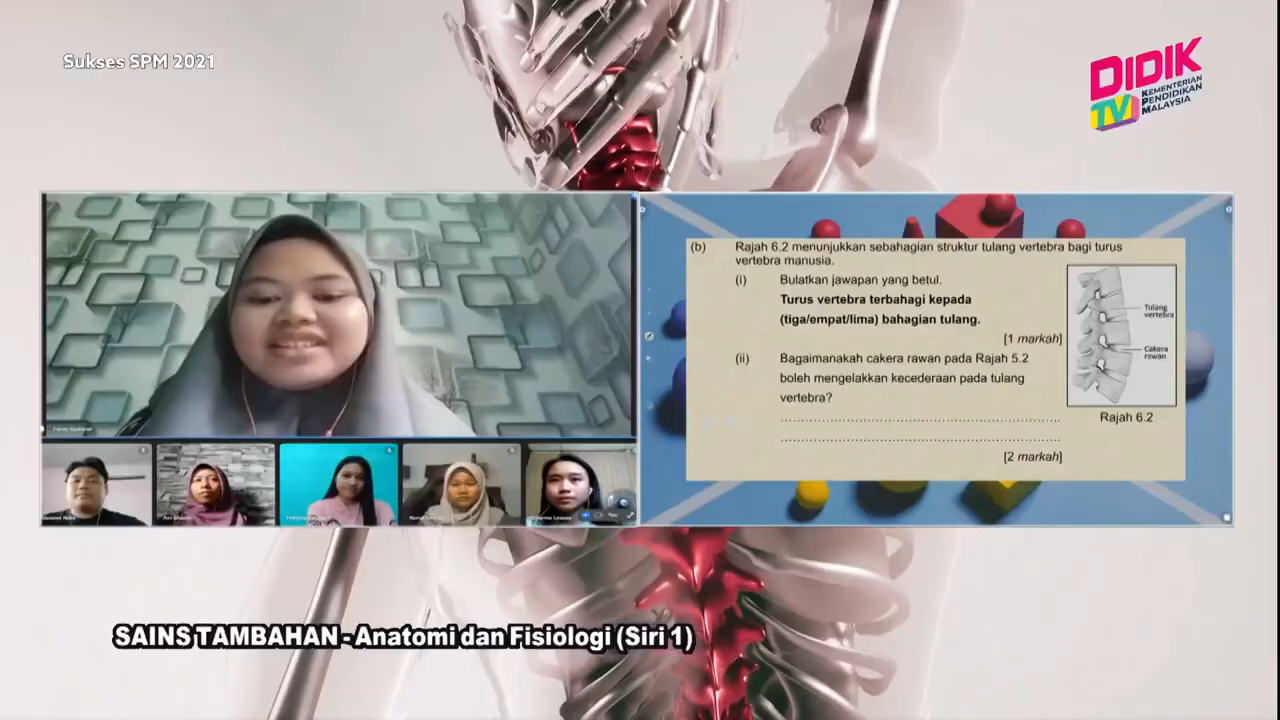 Sukses SPM 2021
DIDIK
TV
KEMENTERIAN
PENDIDIKAN
MALAYSIA
(b) Rajah 6.2 menunjukkan sebahagian struktur tulang vertebra bagi turus
vertebra manusia.
(i) Bulatkan jawapan yang betul.
Turus vertebra terbahagi kepada
(tiga/empat/lima) bahagian tulang.
[1 markah]
(ii) Bagaimanakah cakera rawan pada Rajah 5.2
boleh mengelakkan kecederaan pada tulang
vertebra?
[2 markah]
Tulang
vertebra
Cakera
rawan
Rajah 6.2
SAINS TAMBAHAN - Anatomi dan Fisiologi (Siri 1)